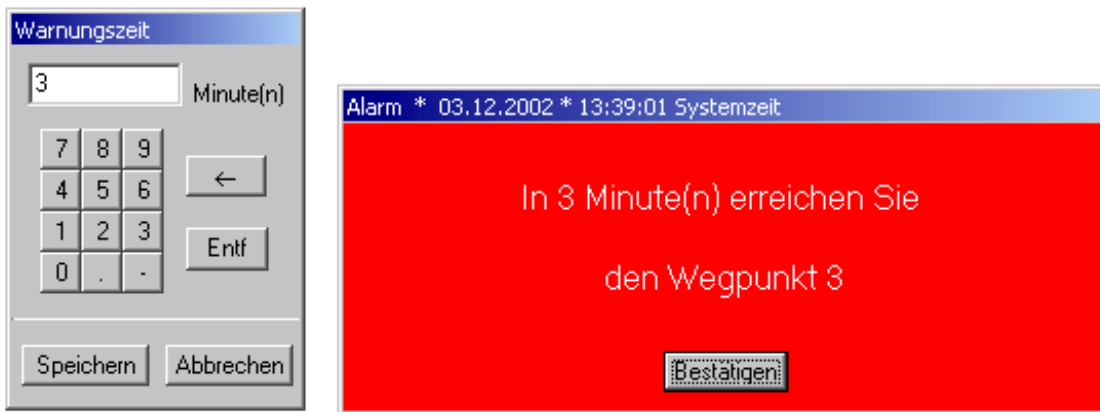 Warnungszeit
3 Minute(n)
7 8 9
4 5 6 ←
1 2 3 Entf
0 . -
Speichern Abbrechen
Alarm * 03.12.2002 * 13:39:01 Systemzeit
In 3 Minute(n) erreichen Sie
den Wegpunkt 3
Bestätigen